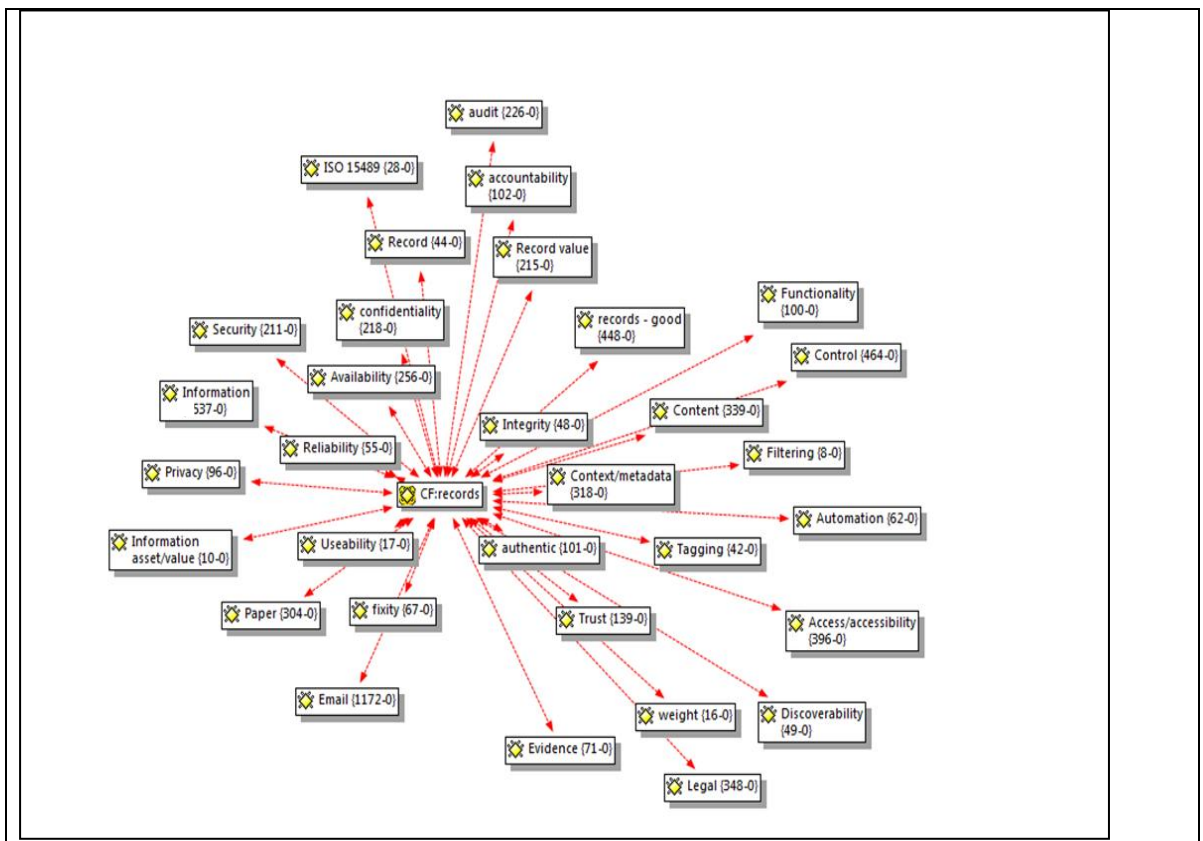 audit {226-0}
ISO 15489 {28-0}
accountability
{102-0}
Record {44-0}
Record value
{215-0}
Functionality
{100-0}
confidentiality
{218-0}
records - good
{448-0}
Security {211-0}
Control {464-0}
Availability {256-0}
Information
537-0}
Content {339-0}
Integrity {48-0}
Reliability {55-0}
Filtering {8-0}
Privacy {96-0}
Context/metadata
{318-0}
CF:records
Automation {62-0}
Information
asset/value {10-0}
Useability {17-0}
authentic {101-0}
Tagging {42-0}
Paper {304-0}
fixity {67-0}
Trust {139-0}
Access/accessibility
{396-0}
Email {1172-0}
weight {16-0}
Discoverability
{49-0}
Evidence {71-0}
Legal {348-0}